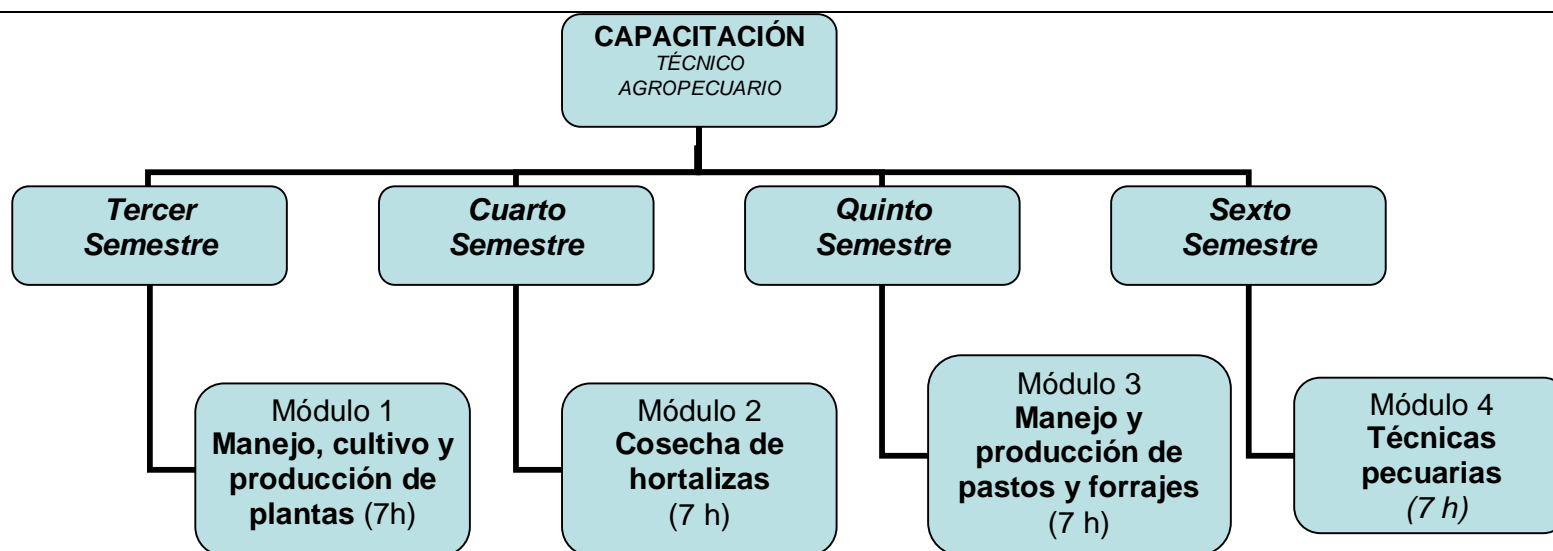 CAPACITACIÓN
TÉCNICO
AGROPECUARIO
Tercer
Semestre
Cuarto
Semestre
Quinto
Semestre
Sexto
Semestre
Módulo 1
Manejo, cultivo y
producción de
plantas (7h)
Módulo 2
Cosecha de
hortalizas
(7 h)
Módulo 3
Manejo y
producción de
pastos y forrajes
(7 h)
Módulo 4
Técnicas
pecuarias
(7 h)